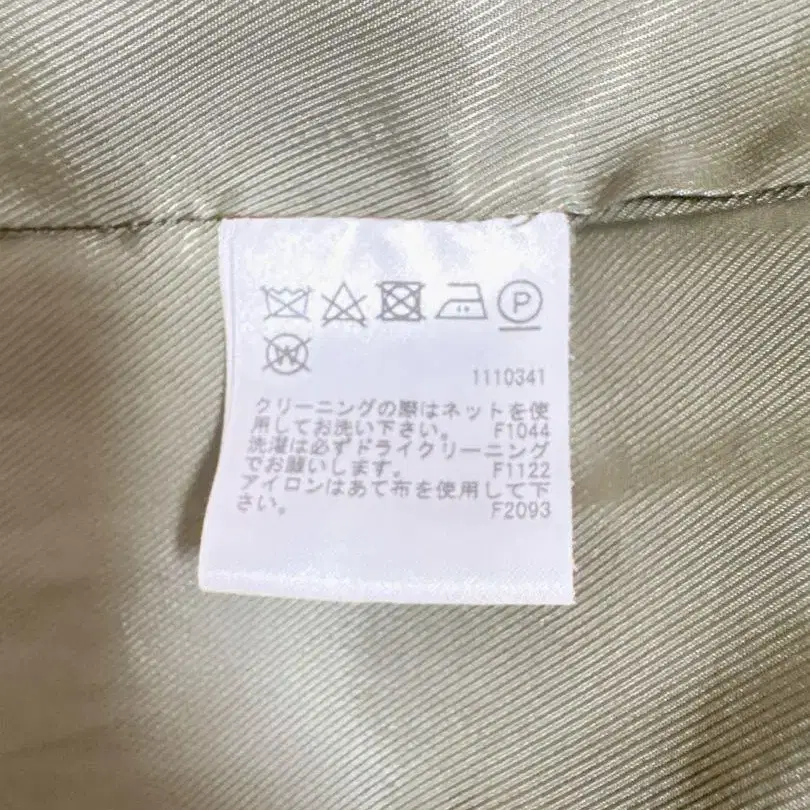 P
W
1110341
クリーニングの際はネットを使
用してお洗い下さい。 F1044
洗濯は必ずドライクリーニング
でお願いします。 F1122
アイロンはあて布を使用して下
さい。 F2093